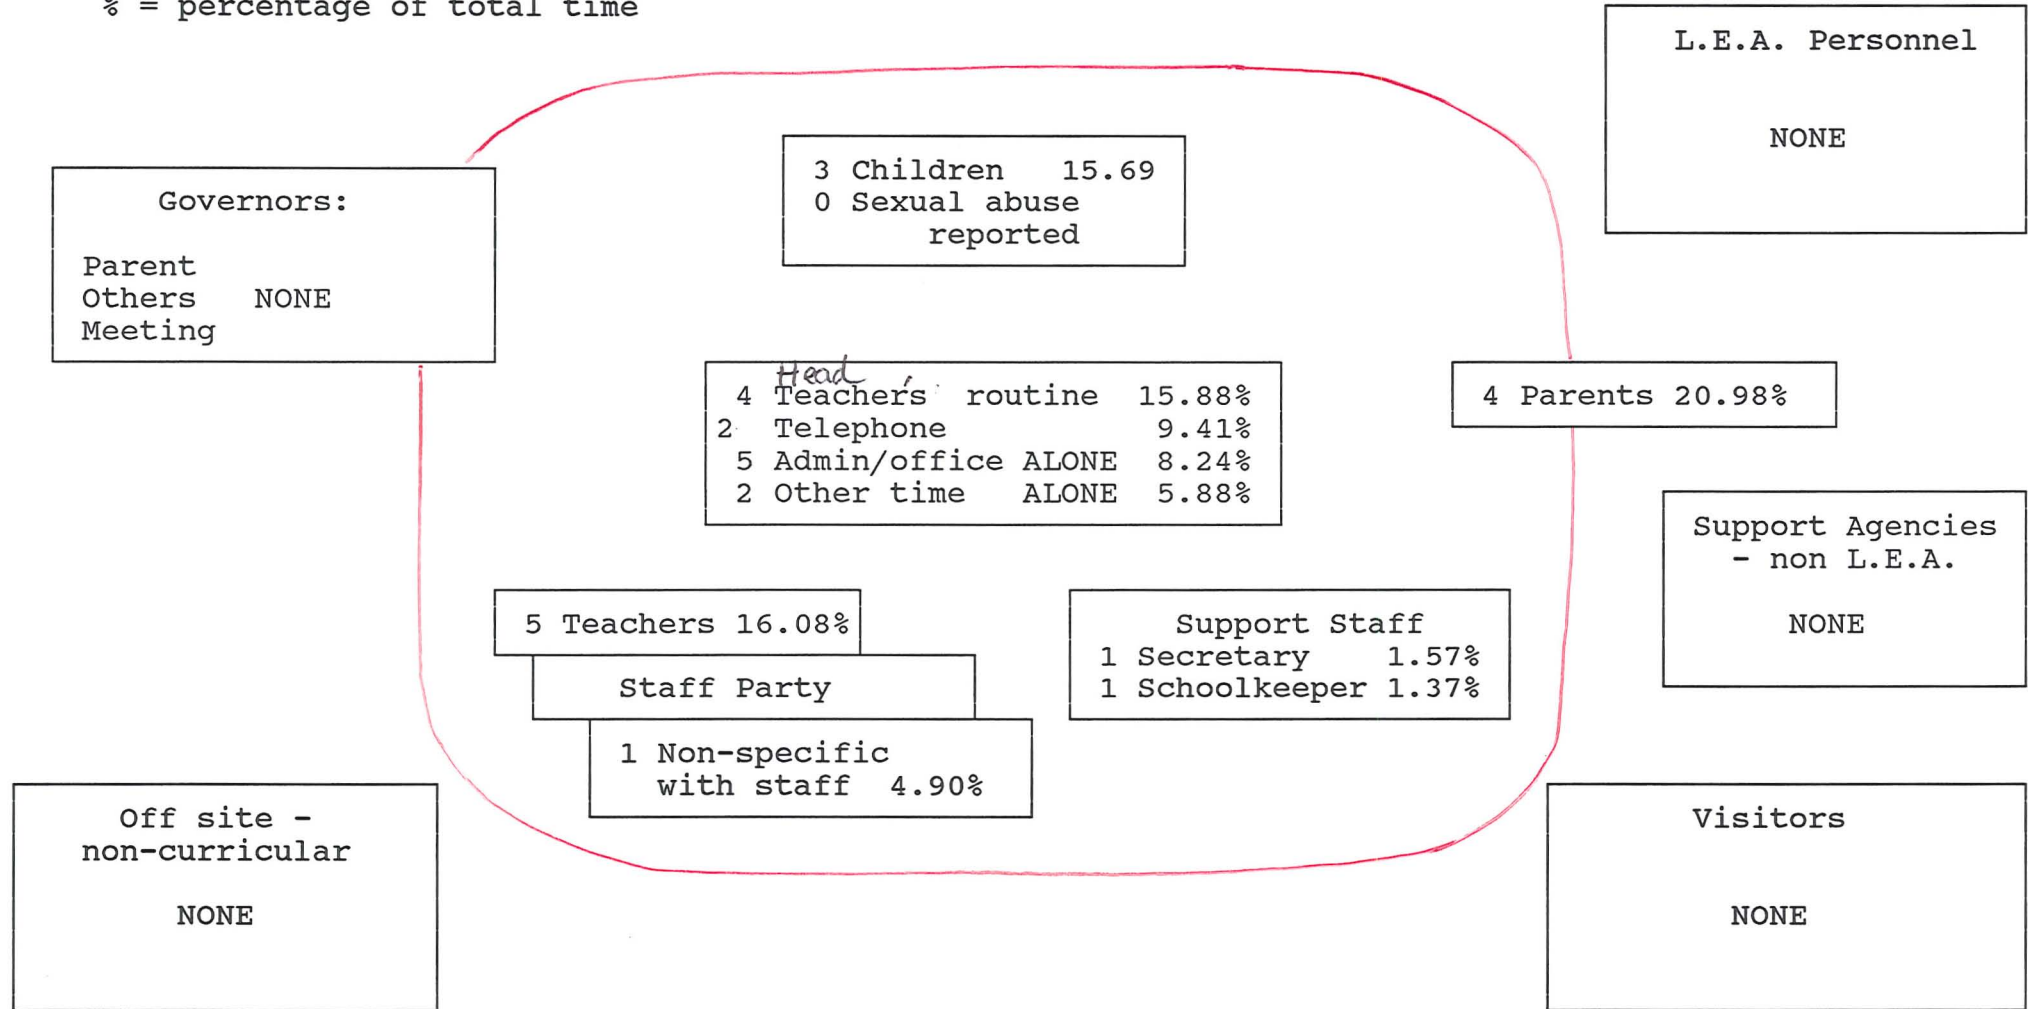 % = percentage of total time
L.E.A. Personnel
NONE
3 Children 15.69
0 Sexual abuse
reported
Governors:
Parent
Others NONE
Meeting
Head
4 Teacher's routine 15.88%
2 Telephone 9.41%
5 Admin/office ALONE 8.24%
2 Other time ALONE 5.88%
4 Parents 20.98%
Support Agencies
- non L.E.A.
NONE
5 Teachers 16.08%
Staff Party
1 Non-specific
with staff 4.90%
Support Staff
1 Secretary 1.57%
1 Schoolkeeper 1.37%
Off site -
non-curricular
NONE
Visitors
NONE